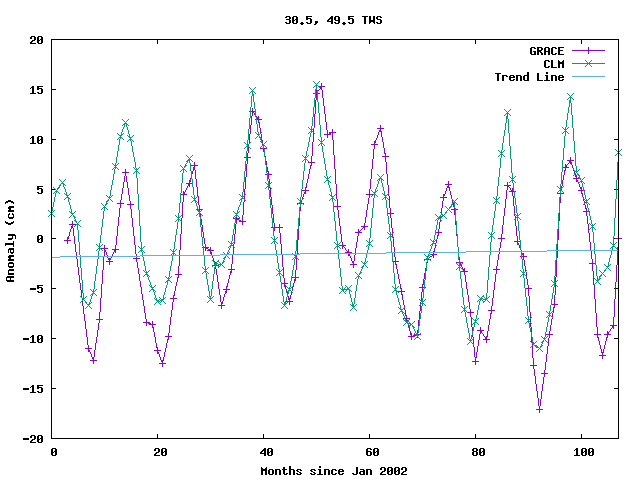 30.5, 49.5 TWS
GRACE
CLM
Trend Line
20
15
10
5
0
-5
-10
-15
-20
Anomaly (cm)
0 20 40 60 80 100
Months since Jan 2002